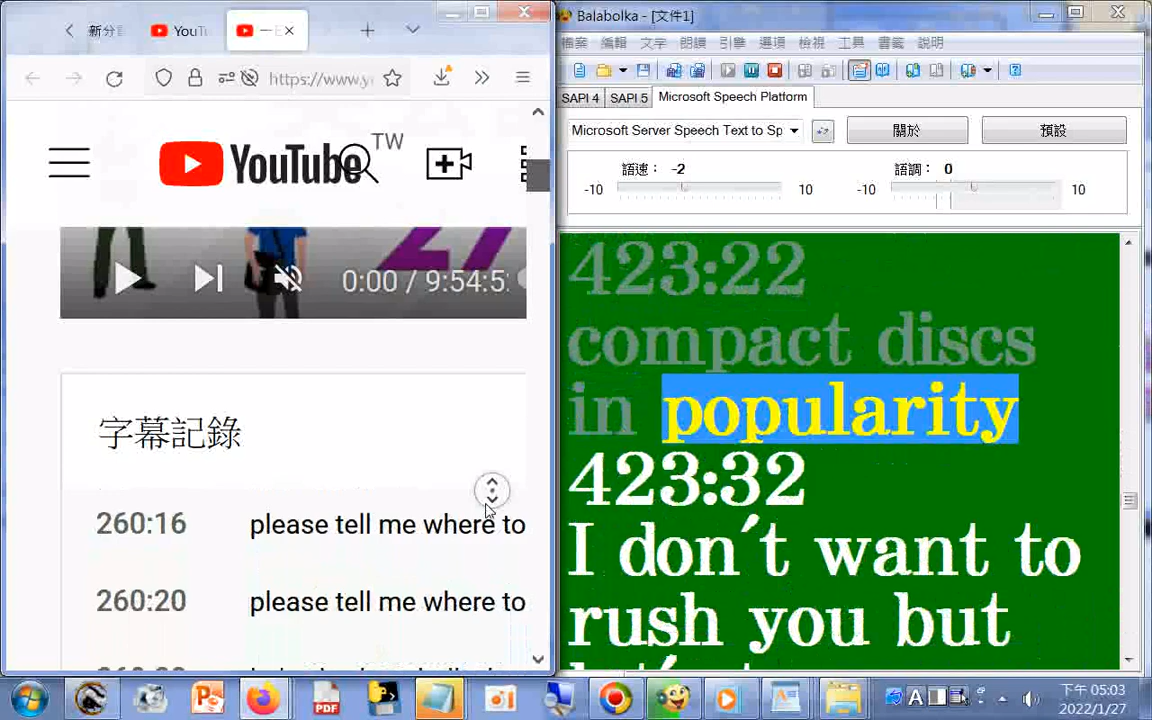 新分
YouT
一 E
https://www.y
TW
YouTube
27
0:00 / 9:54:5
字幕記錄
260:16 please tell me where to
260:20 please tell me where to
Balabolka - [文件1]
檔案 編輯 文字 朗讀 引擎 選項 檢視 工具 書籤 說明
SAPI 4 SAPI 5 Microsoft Speech Platform
Microsoft Server Speech Text to Sp
關於 預設
語速: -2 語調: 0
-10 10 -10 10
423:22
compact discs
in popularity
423:32
I don't want to
rush you but
PDF
A
下午 05:03
2022/1/27